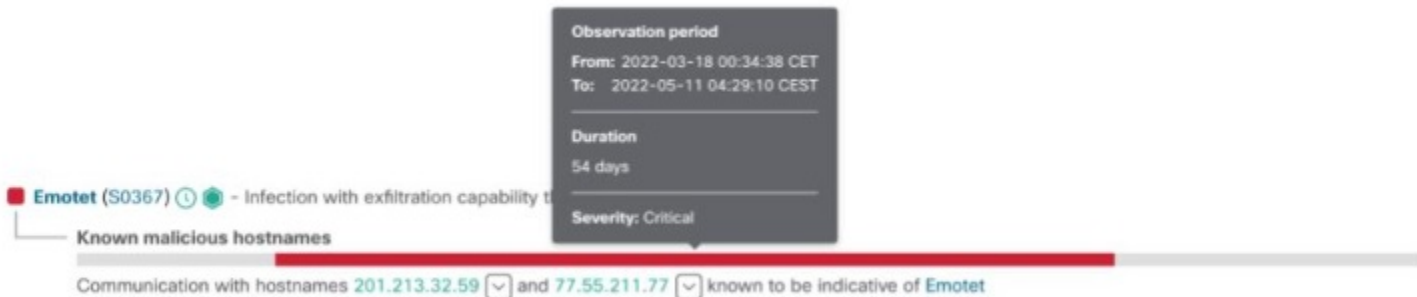 Observation period
From: 2022-03-18 00:34:38 CET
To: 2022-05-11 04:29:10 CEST
Duration
54 days
Severity: Critical
Emotet (S0367) - Infection with exfiltration capability t
Known malicious hostnames
Communication with hostnames 201.213.32.59 and 77.55.211.77 known to be indicative of Emotet